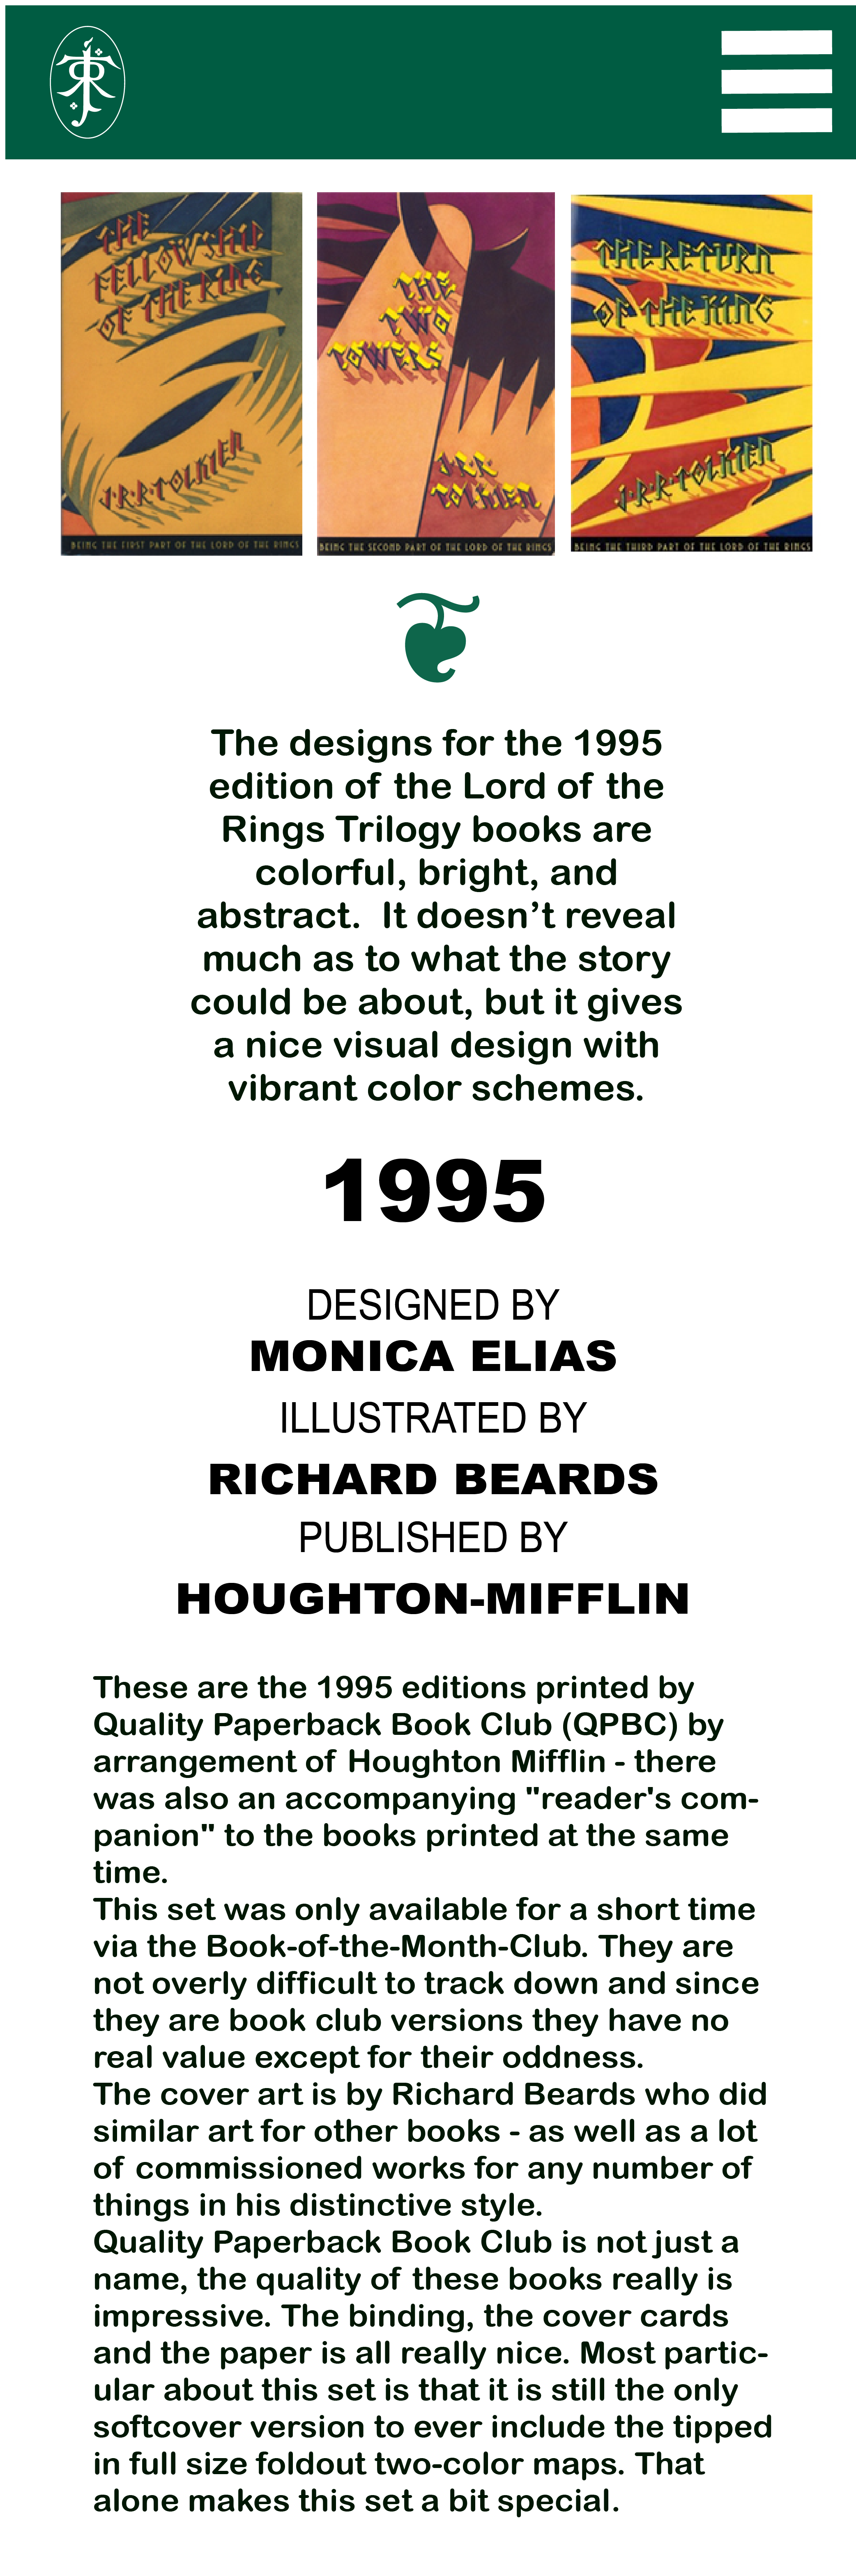 THE
FELLOWSHIP
OF THE RING
J.R.R. TOLKIEN
BEING THE FIRST PART OF THE LORD OF THE RINGS
THE
TWO
TOWERS
J.R.R.
TOLKIEN
BEING THE SECOND PART OF THE LORD OF THE RINGS
THE RETURN
OF THE KING
J.R.R. TOLKIEN
BEING THE THIRD PART OF THE LORD OF THE RINGS
The designs for the 1995
edition of the Lord of the
Rings Trilogy books are
colorful, bright, and
abstract.  It doesn’t reveal
much as to what the story
could be about, but it gives
a nice visual design with
vibrant color schemes.
1995
DESIGNED BY
MONICA ELIAS
ILLUSTRATED BY
RICHARD BEARDS
PUBLISHED BY
HOUGHTON-MIFFLIN
These are the 1995 editions printed by
Quality Paperback Book Club (QPBC) by
arrangement of Houghton Mifflin - there
was also an accompanying "reader's com-
panion" to the books printed at the same
time.
This set was only available for a short time
via the Book-of-the-Month-Club. They are
not overly difficult to track down and since
they are book club versions they have no
real value except for their oddness.
The cover art is by Richard Beards who did
similar art for other books - as well as a lot
of commissioned works for any number of
things in his distinctive style.
Quality Paperback Book Club is not just a
name, the quality of these books really is
impressive. The binding, the cover cards
and the paper is all really nice. Most partic-
ular about this set is that it is still the only
softcover version to ever include the tipped
in full size foldout two-color maps. That
alone makes this set a bit special.